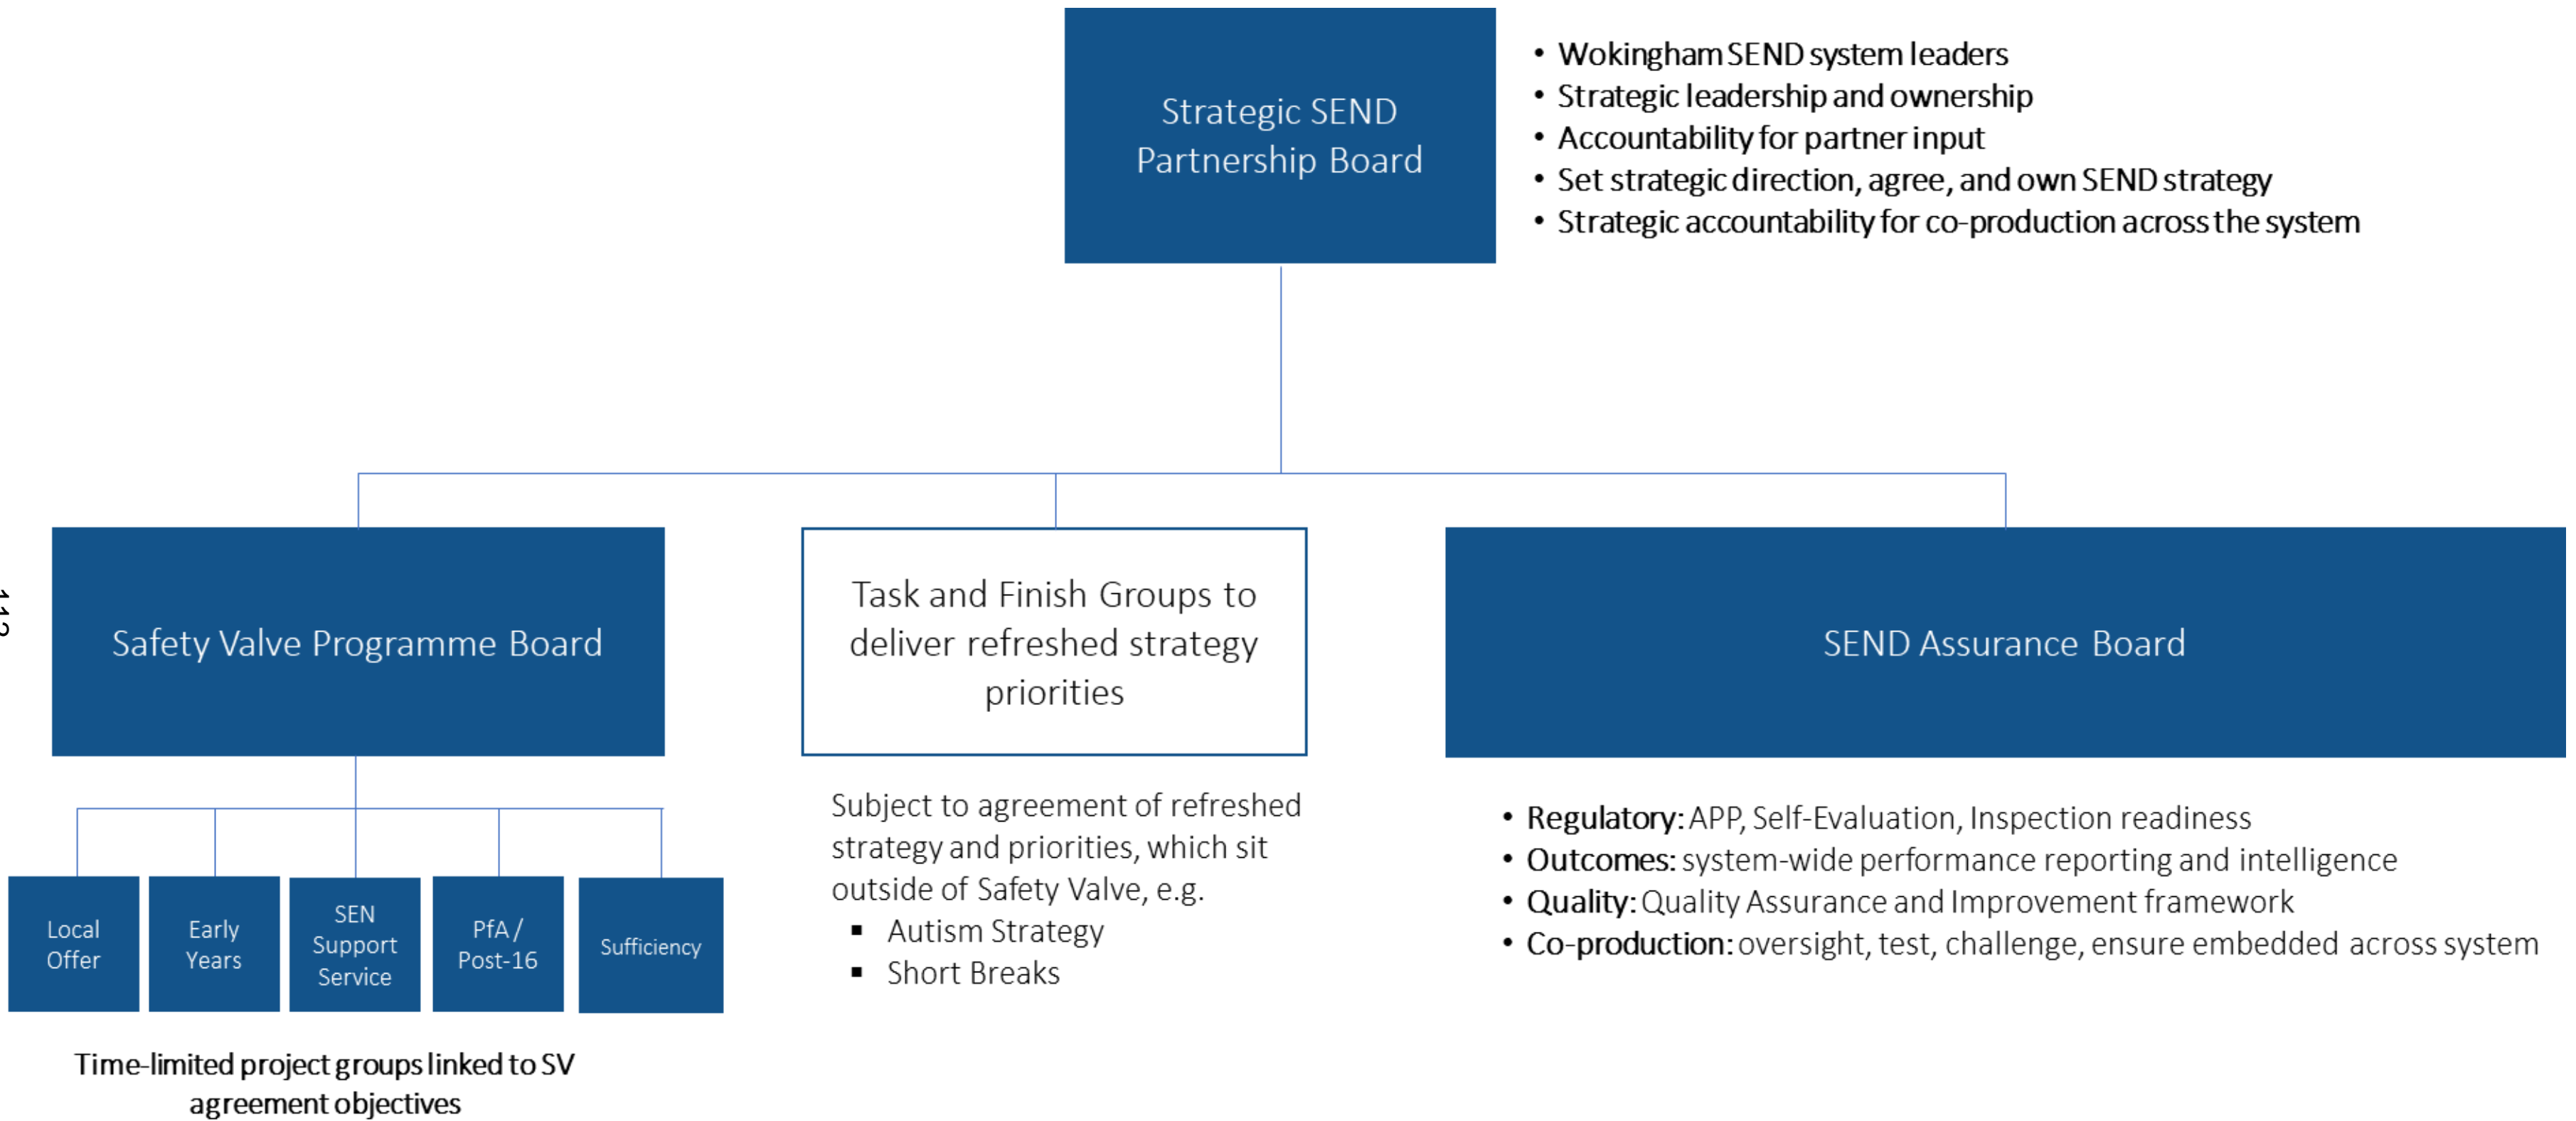 Strategic SEND
Partnership Board
• Wokingham SEND system leaders
• Strategic leadership and ownership
• Accountability for partner input
• Set strategic direction, agree, and own SEND strategy
• Strategic accountability for co-production across the system
Safety Valve Programme Board
Task and Finish Groups to
deliver refreshed strategy
priorities
SEND Assurance Board
Local
Offer
Early
Years
SEN
Support
Service
PfA /
Post-16
Sufficiency
Time-limited project groups linked to SV
agreement objectives
Subject to agreement of refreshed
strategy and priorities, which sit
outside of Safety Valve, e.g.
▪ Autism Strategy
▪ Short Breaks
• Regulatory: APP, Self-Evaluation, Inspection readiness
• Outcomes: system-wide performance reporting and intelligence
• Quality: Quality Assurance and Improvement framework
• Co-production: oversight, test, challenge, ensure embedded across system